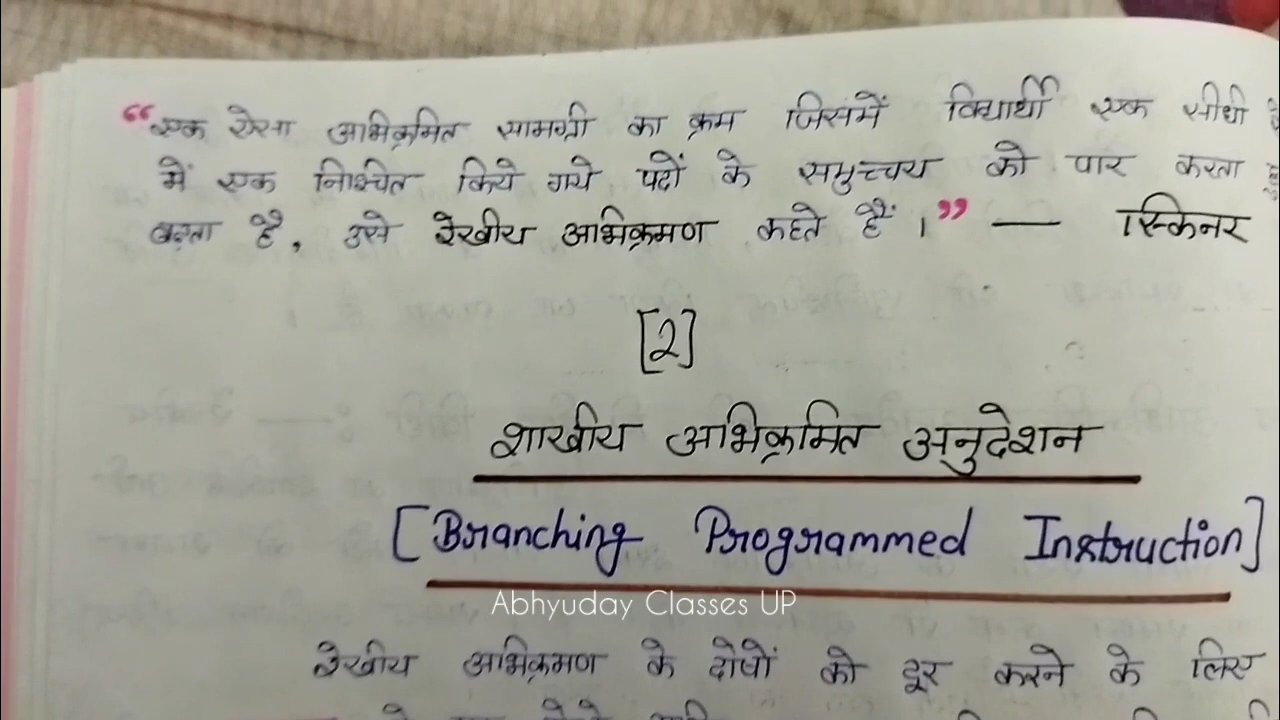 “एक ऐसा अभिक्रमित सामग्री का क्रम जिसमें विद्यार्थी एक सीधी
में एक निश्चित किये गये पदों के समुच्चय को पार करता
बढ़ता है, उसे रेखीय अभिक्रमण कहते हैं।” — स्किनर
[2]
शाखीय अभिक्रमित अनुदेशन
[Branching Programmed Instruction]
Abhyuday Classes UP
रेखीय अभिक्रमण के दोषों को दूर करने के लिए